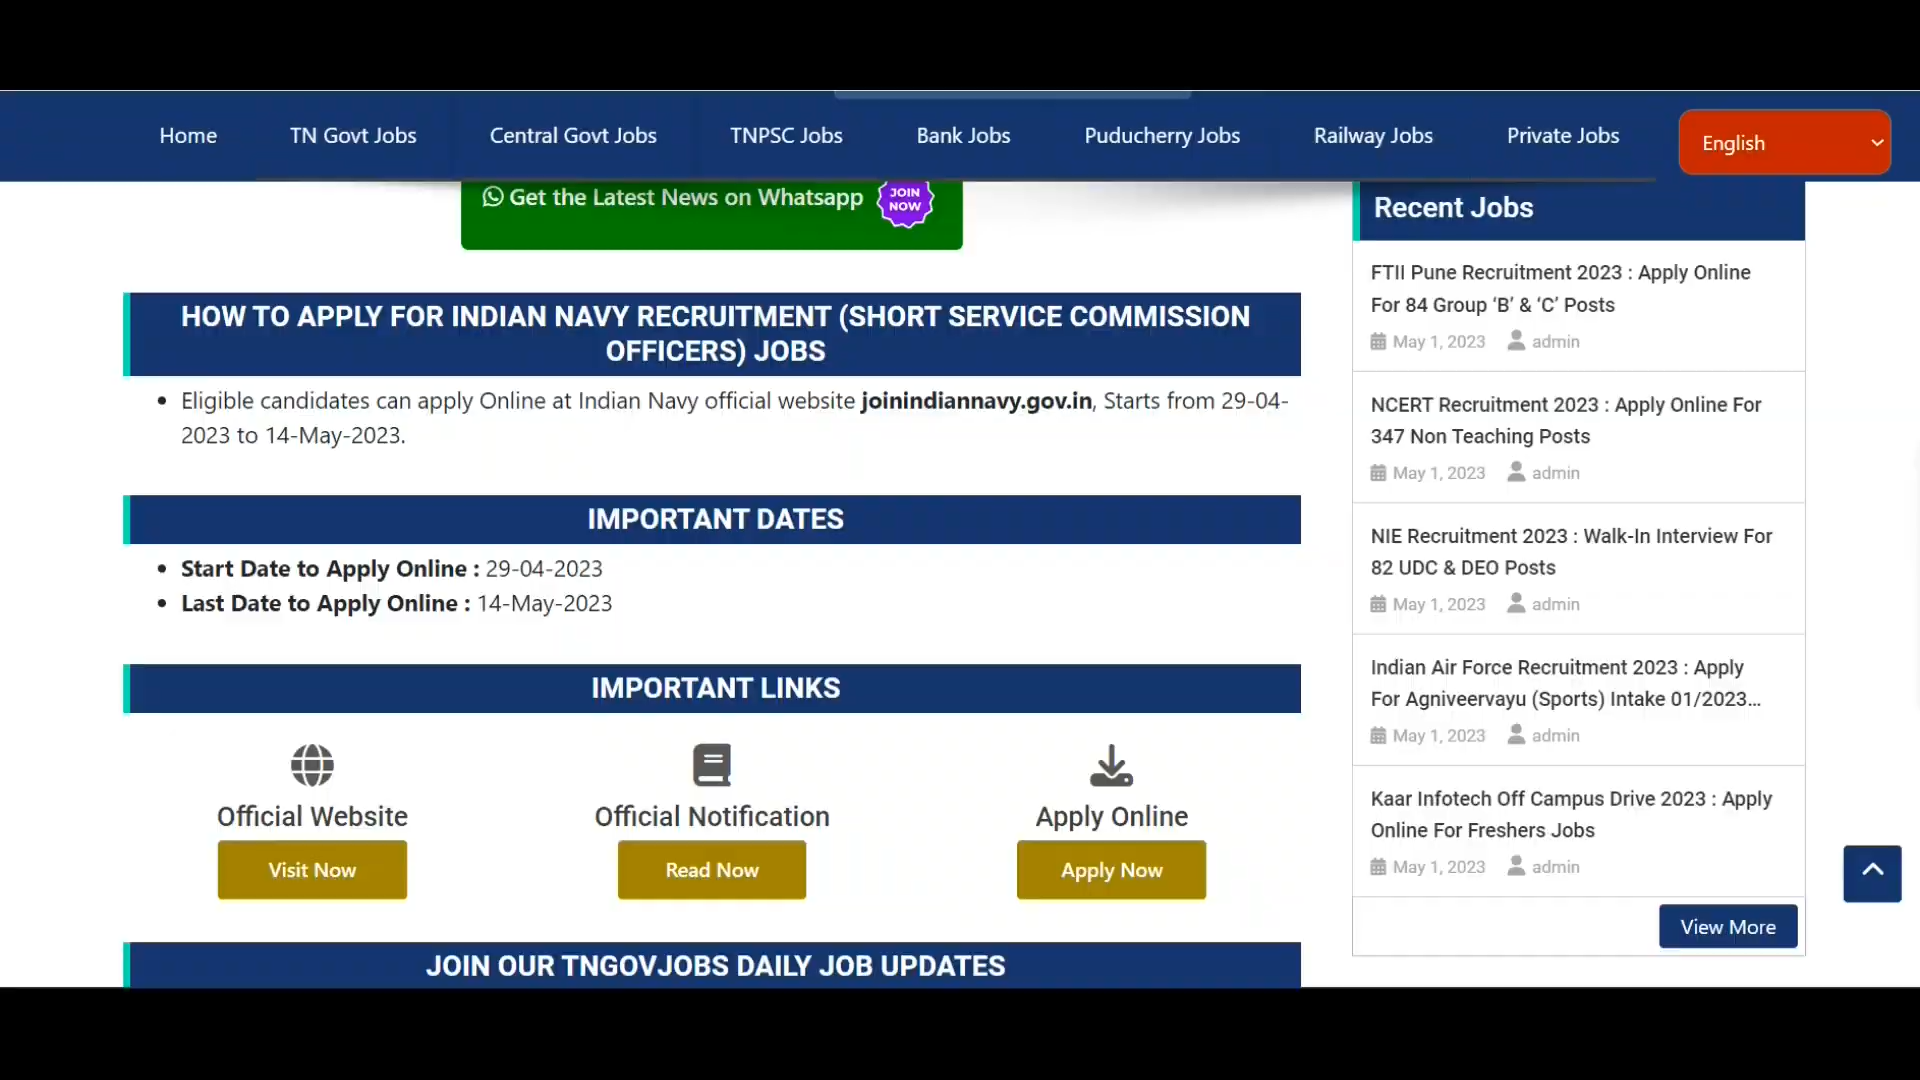 Home TN Govt Jobs Central Govt Jobs TNPSC Jobs Bank Jobs Puducherry Jobs Railway Jobs Private Jobs English
Get the Latest News on Whatsapp JOIN NOW
HOW TO APPLY FOR INDIAN NAVY RECRUITMENT (SHORT SERVICE COMMISSION
OFFICERS) JOBS
• Eligible candidates can apply Online at Indian Navy official website joinindiannavy.gov.in, Starts from 29-04-
2023 to 14-May-2023.
IMPORTANT DATES
• Start Date to Apply Online : 29-04-2023
• Last Date to Apply Online : 14-May-2023
IMPORTANT LINKS
Official Website Official Notification Apply Online
Visit Now Read Now Apply Now
JOIN OUR TNGOVJOBS DAILY JOB UPDATES
Recent Jobs
FTII Pune Recruitment 2023 : Apply Online
For 84 Group ‘B’ & ‘C’ Posts
May 1, 2023 admin
NCERT Recruitment 2023 : Apply Online For
347 Non Teaching Posts
May 1, 2023 admin
NIE Recruitment 2023 : Walk-In Interview For
82 UDC & DEO Posts
May 1, 2023 admin
Indian Air Force Recruitment 2023 : Apply
For Agniveervayu (Sports) Intake 01/2023...
May 1, 2023 admin
Kaar Infotech Off Campus Drive 2023 : Apply
Online For Freshers Jobs
May 1, 2023 admin
View More